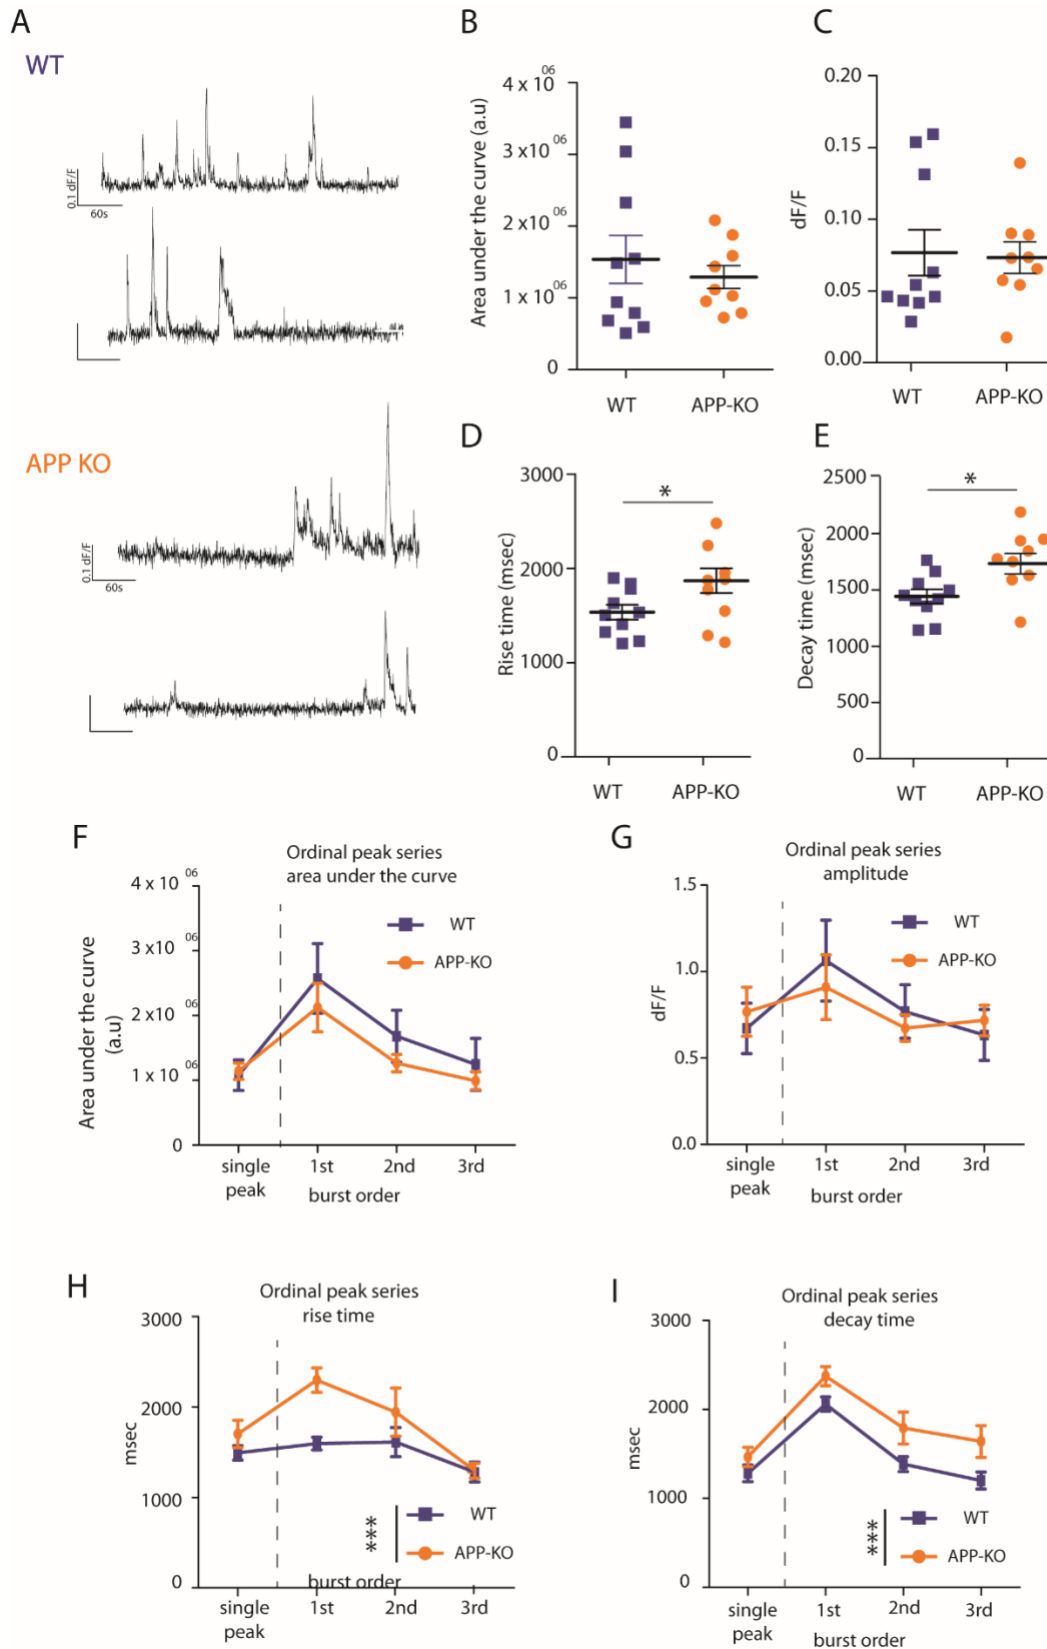 A
WT
0.1 dF/F
60s
APP KO
0.1 dF/F
60s
B
Area under the curve (a.u)
4 x 10 06
3 x 10 06
2 x 10 06
1 x 10 06
0
WT
APP-KO
C
dF/F
0.20
0.15
0.10
0.05
0.00
WT
APP-KO
D
Rise time (msec)
3000
2000
1000
0
*
WT
APP-KO
E
Decay time (msec)
2500
2000
1500
1000
500
0
*
WT
APP-KO
F
Ordinal peak series
area under the curve
Area under the curve
(a.u)
4 x 10 06
3 x 10 06
2 x 10 06
1 x 10 06
0
WT
APP-KO
single
peak
1st
2nd
3rd
burst order
G
Ordinal peak series
amplitude
dF/F
1.5
1.0
0.5
0.0
WT
APP-KO
single
peak
1st
2nd
3rd
burst order
H
Ordinal peak series
rise time
msec
3000
2000
1000
0
***
WT
APP-KO
burst order
single
peak
1st
2nd
3rd
I
Ordinal peak series
decay time
msec
3000
2000
1000
0
***
WT
APP-KO
single
peak
1st
2nd
3rd
burst order